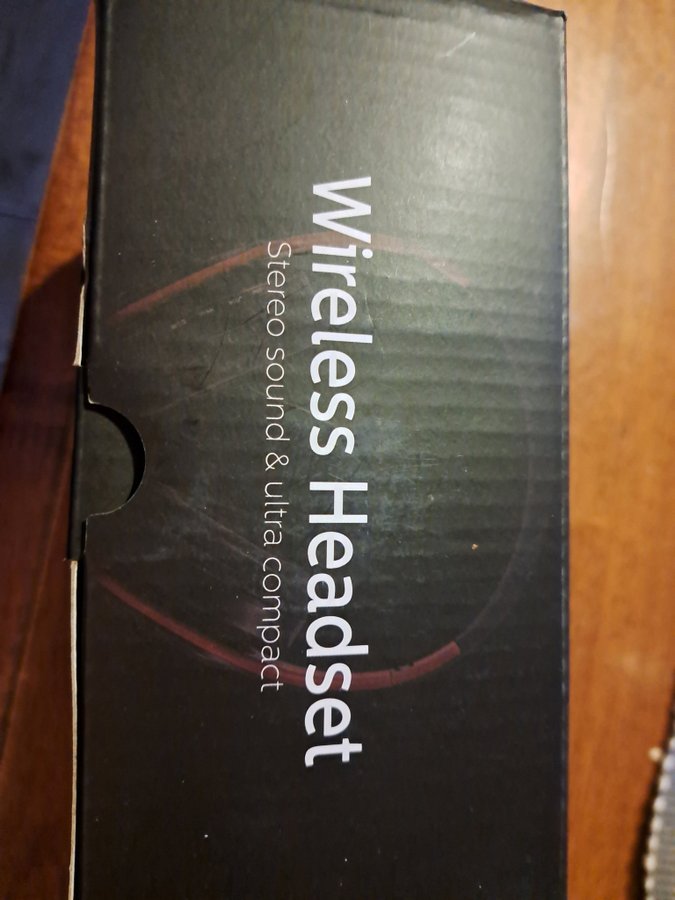 Wireless Headset
Stereo sound & ultra compact